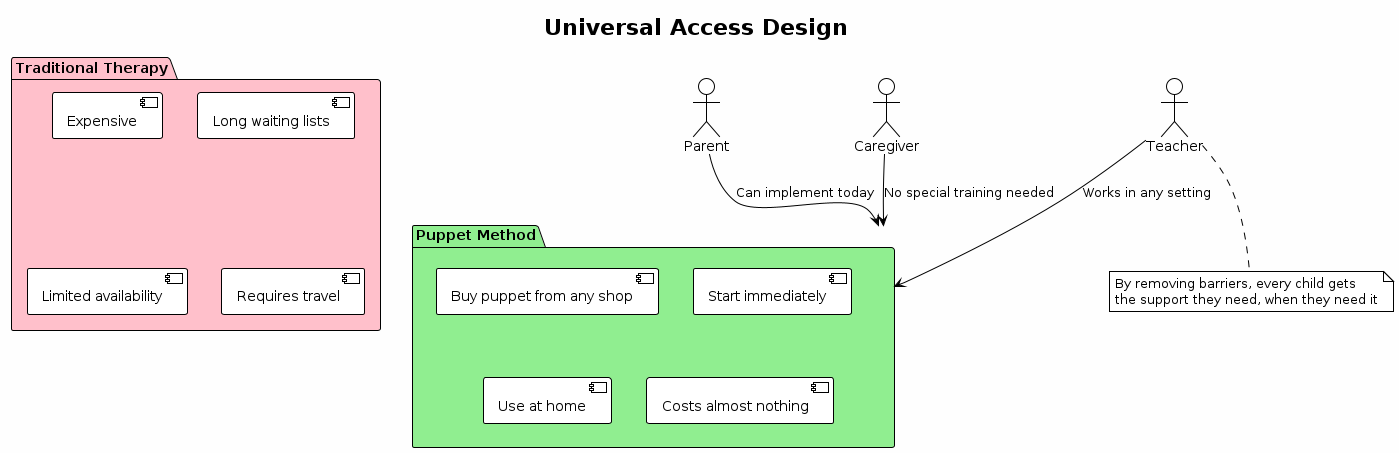 Universal Access Design
Traditional Therapy
Expensive
Long waiting lists
Limited availability
Requires travel
Parent
Caregiver
Teacher
Can implement today
No special training needed
Works in any setting
Puppet Method
Buy puppet from any shop
Start immediately
Use at home
Costs almost nothing
By removing barriers, every child gets
the support they need, when they need it